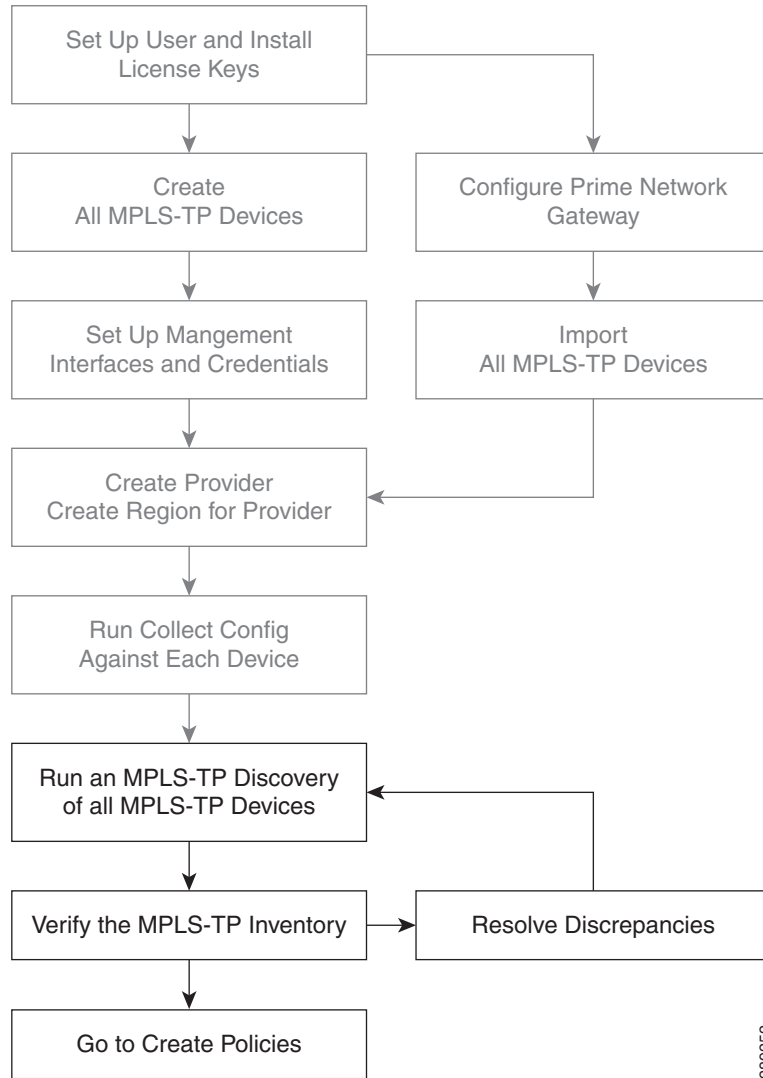 Set Up User and Install
License Keys
Create
All MPLS-TP Devices
Configure Prime Network
Gateway
Set Up Mangement
Interfaces and Credentials
Import
All MPLS-TP Devices
Create Provider
Create Region for Provider
Run Collect Config
Against Each Device
Run an MPLS-TP Discovery
of all MPLS-TP Devices
Verify the MPLS-TP Inventory
Resolve Discrepancies
Go to Create Policies